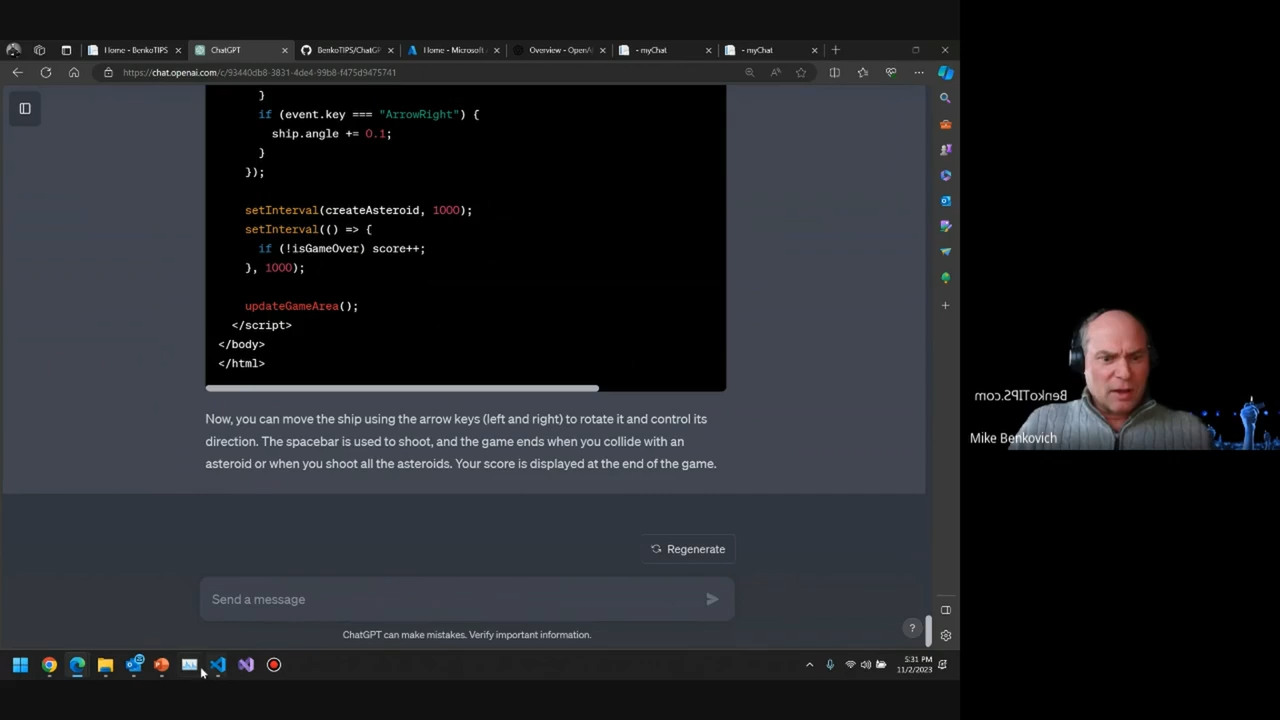 Home - BenkoTIPS
ChatGPT
BenkoTIPS/ChatGP
Home - Microsoft
Overview - OpenA
- myChat
- myChat
https://chat.openai.com/c/93440db8-3831-4de4-99b8-f475d9475741
}
if (event.key === "ArrowRight") {
ship.angle += 0.1;
}
});
setInterval(createAsteroid, 1000);
setInterval(() => {
if (!isGameOver) score++;
}, 1000);
updateGameArea();
</script>
</body>
</html>
Now, you can move the ship using the arrow keys (left and right) to rotate it and control its
direction. The spacebar is used to shoot, and the game ends when you collide with an
asteroid or when you shoot all the asteroids. Your score is displayed at the end of the game.
Regenerate
Send a message
ChatGPT can make mistakes. Verify important information.
?
5:31 PM
11/2/2023
BenkoTIPS.com
Mike Benkovich